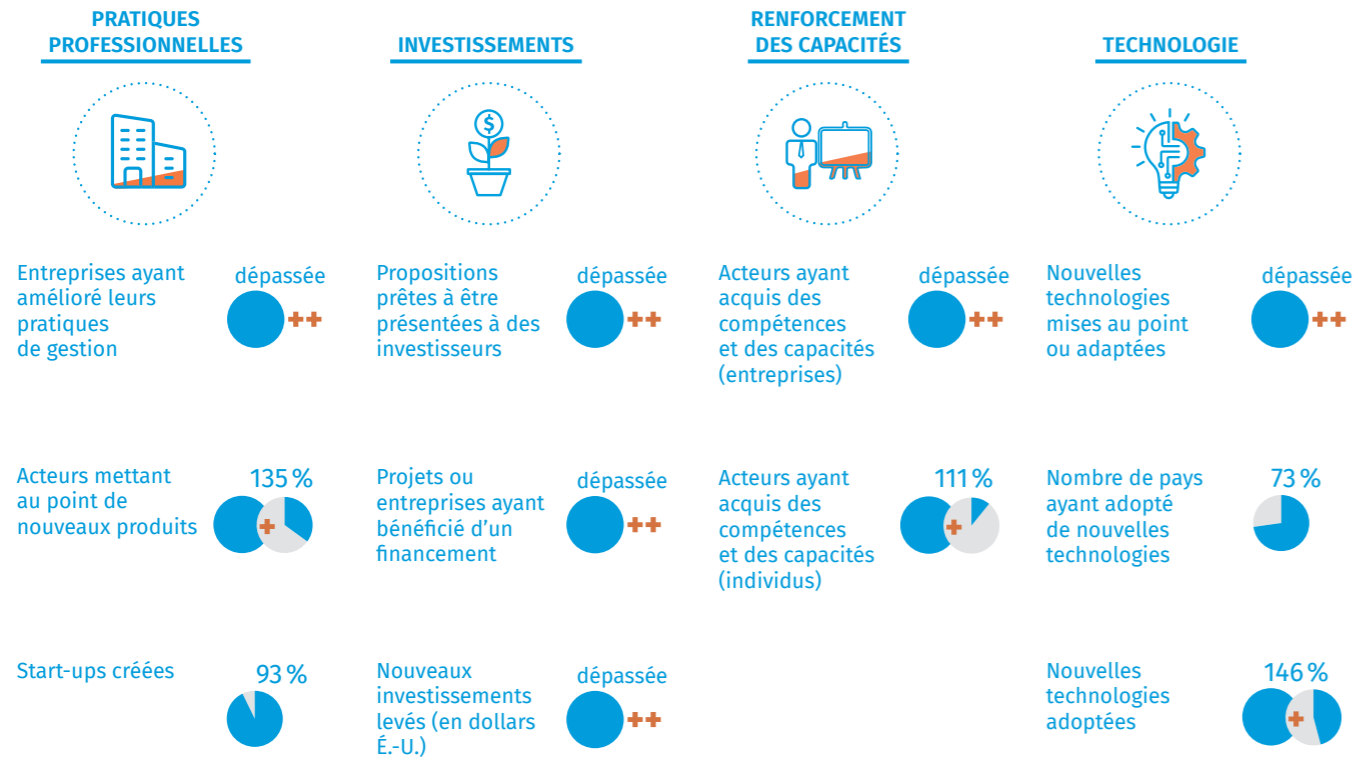 PRATIQUES
PROFESSIONNELLES
INVESTISSEMENTS
RENFORCEMENT
DES CAPACITÉS
TECHNOLOGIE
$
Entreprises ayant
amélioré leurs
pratiques
de gestion
dépassée
++
Propositions
prêtes à être
présentées à des
investisseurs
dépassée
++
Acteurs ayant
acquis des
compétences
et des capacités
(entreprises)
dépassée
++
Nouvelles
technologies
mises au point
ou adaptées
dépassée
++
Acteurs mettant
au point de
nouveaux produits
135 %
+
Projets ou
entreprises ayant
bénéficié d'un
financement
dépassée
++
Acteurs ayant
acquis des
compétences
et des capacités
(individus)
111 %
+
Nombre de pays
ayant adopté
de nouvelles
technologies
73 %
Start-ups créées
93 %
Nouveaux
investissements
levés (en dollars
É.-U.)
dépassée
++
Nouvelles
technologies
adoptées
146 %
+